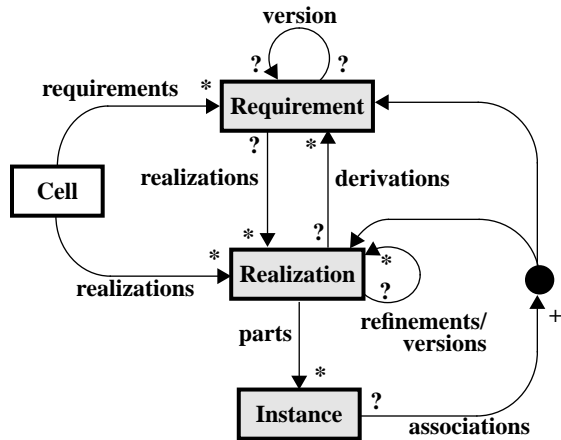 version
? ?
requirements *
Requirement
? *
realizations derivations
Cell
* ?
* *
Realization
realizations ?
refinements/
versions
parts
+
*
Instance ?
associations